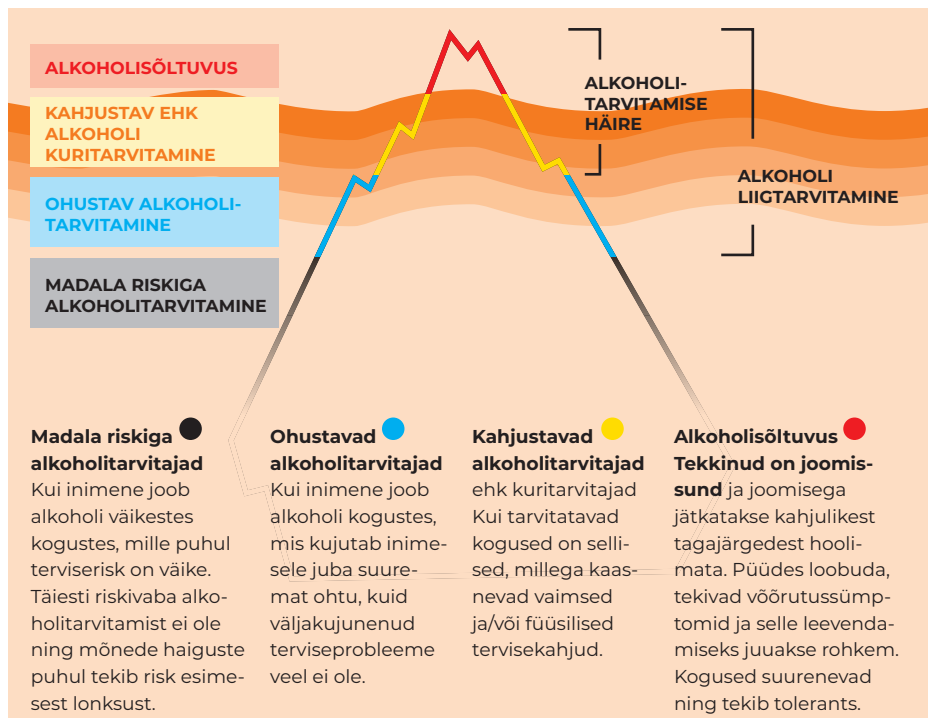 ALKOHOLISÕLTUVUS
KAHJUSTAV EHK
ALKOHOLI
KURITARVITAMINE
OHUSTAV ALKOHOLI-
TARVITAMINE
MADALA RISKIGA
ALKOHOLITARVITAMINE
ALKOHOLI-
TARVITAMISE
HÄIRE
ALKOHOLI
LIIGTARVITAMINE
Madala riskiga
alkoholitarvitajad
Kui inimene joob
alkoholi väikestes
kogustes, mille puhul
terviserisk on väike.
Täiesti riskivaba alko-
holitarvitamist ei ole
ning mõnede haiguste
puhul tekib risk esime-
sest lonksust.
Ohustavad
alkoholitarvitajad
Kui inimene joob
alkoholi kogustes,
mis kujutab inime-
sele juba suure-
mat ohtu, kuid
väljakujunenud
terviseprobleeme
veel ei ole.
Kahjustavad
alkoholitarvitajad
ehk kuritarvitajad
Kui tarvitatavad
kogused on selli-
sed, millega kaas-
nevad vaimsed
ja/või füüsilised
tervisekahjud.
Alkoholisõltuvus
Tekkinud on joomis-
sund ja joomisega
jätkatakse kahjulikest
tagajärgedest hooli-
mata. Püüdes loobuda,
tekivad võõrutussümp-
tomid ja selle leevenda-
miseks juuakse rohkem.
Kogused suurenevad
ning tekib tolerants.